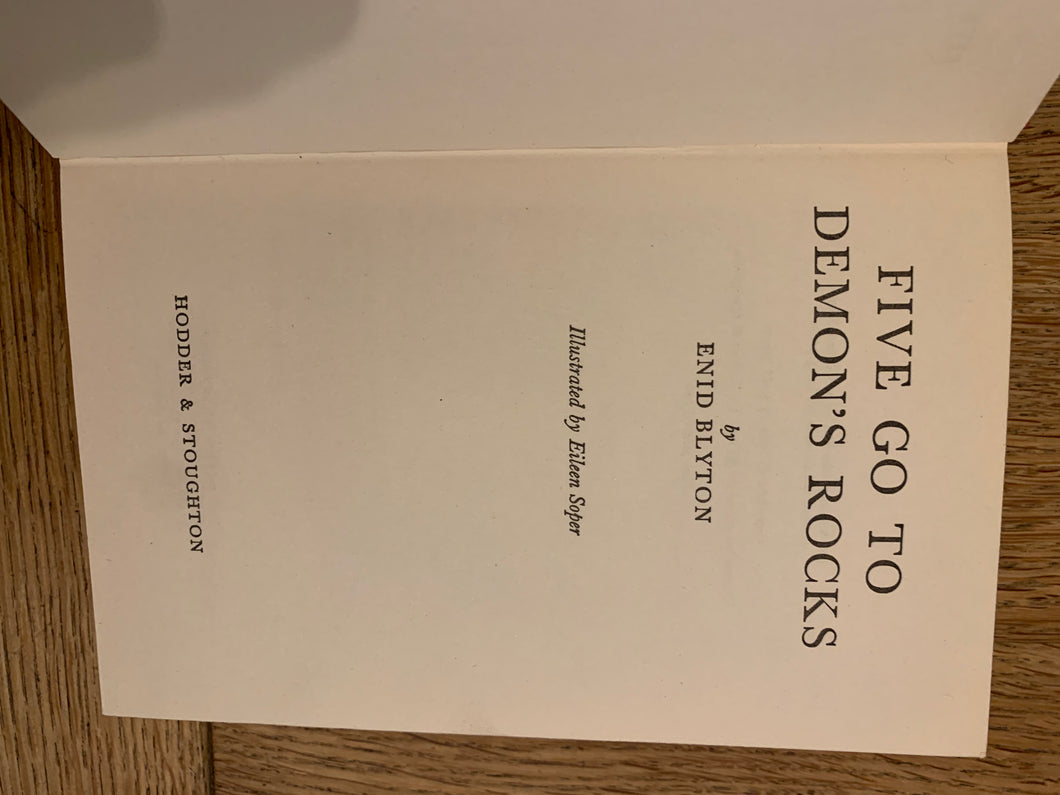 FIVE GO TO
DEMON'S ROCKS
by
ENID BLYTON
Illustrated by Eileen Soper
HODDER & STOUGHTON